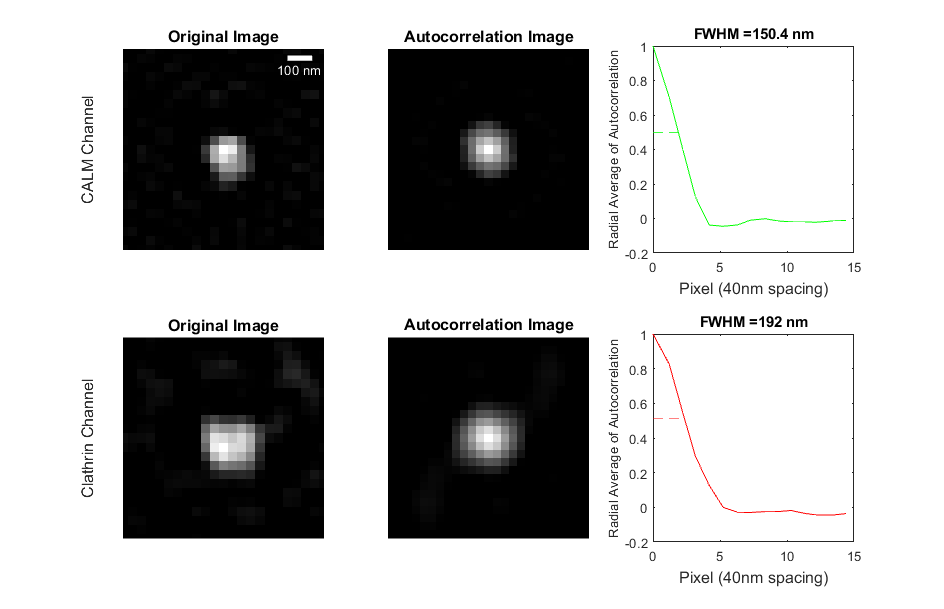 Original Image
Autocorrelation Image
FWHM =150.4 nm
CALM Channel
100 nm
Radial Average of Autocorrelation
1
0.8
0.6
0.4
0.2
0
-0.2
0
5
10
15
Pixel (40nm spacing)
Original Image
Autocorrelation Image
FWHM =192 nm
Clathrin Channel
Radial Average of Autocorrelation
1
0.8
0.6
0.4
0.2
0
-0.2
0
5
10
15
Pixel (40nm spacing)